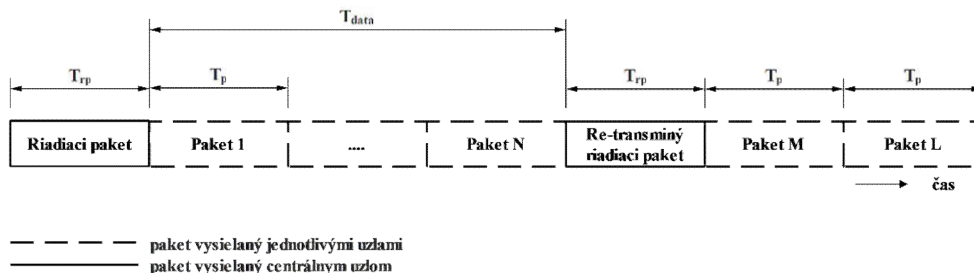 T_data
T_rp T_p T_rp T_p T_p
Riadiaci paket Paket 1 .... Paket N Re-transminý riadiaci paket Paket M Paket L
čas
paket vysielaný jednotlivými uzlami
paket vysielaný centrálnym uzlom